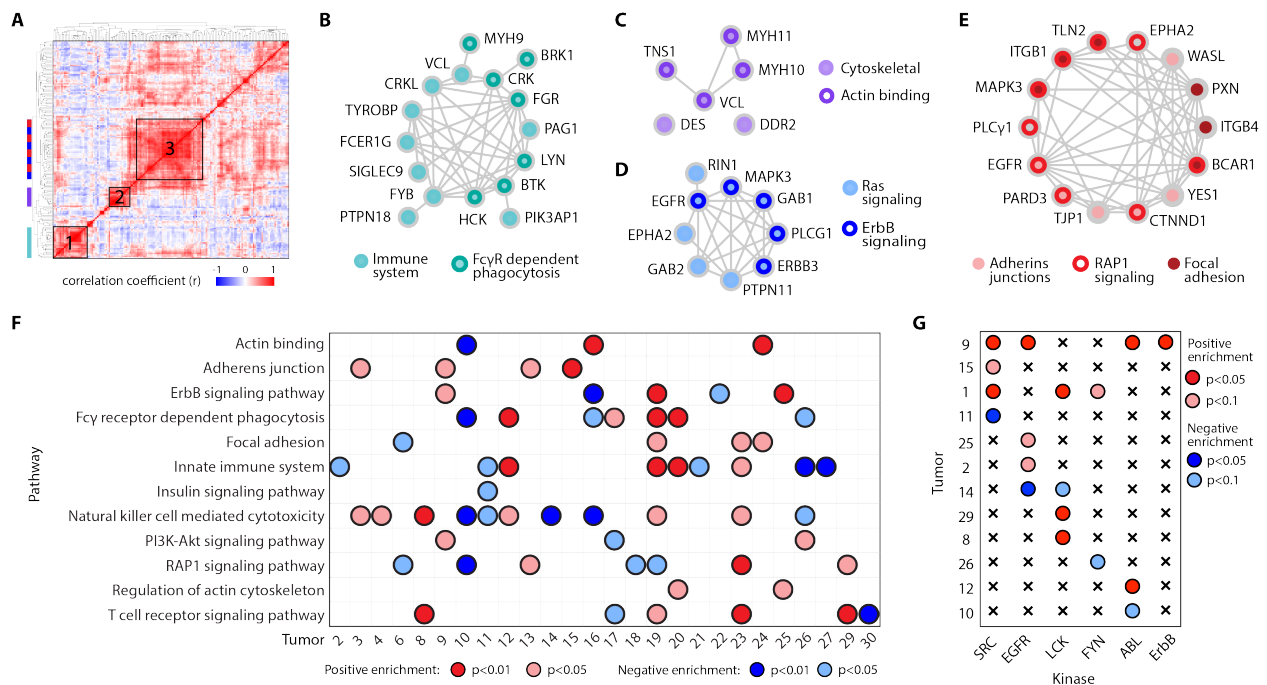 A
1
2
3
correlation coefficient (r)
-1 0 1
B
MYH9
BRK1
VCL
CRK
CRKL
FGR
TYROBP
PAG1
FCER1G
LYN
SIGLEC9
BTK
FYB
PTPN18
HCK
PIK3AP1
Immune
system
FcγR dependent
phagocytosis
C
MYH11
TNS1
MYH10
VCL
DES
DDR2
Cytoskeletal
Actin binding
D
RIN1
MAPK3
EGFR
GAB1
EPHA2
PLCG1
GAB2
ERBB3
PTPN11
Ras
signaling
ErbB
signaling
E
TLN2
EPHA2
ITGB1
WASL
MAPK3
PXN
PLCγ1
ITGB4
EGFR
BCAR1
PARD3
YES1
TJP1
CTNND1
Adherins
junctions
RAP1
signaling
Focal
adhesion
F
Pathway
Actin binding
Adherens junction
ErbB signaling pathway
Fcγ receptor dependent phagocytosis
Focal adhesion
Innate immune system
Insulin signaling pathway
Natural killer cell mediated cytotoxicity
PI3K-Akt signaling pathway
RAP1 signaling pathway
Regulation of actin cytoskeleton
T cell receptor signaling pathway
Tumor 2 3 4 6 8 9 10 11 12 13 14 15 16 17 18 19 20 21 22 23 24 25 26 27 29 30
Positive enrichment: p<0.01 p<0.05 Negative enrichment: p<0.01 p<0.05
G
Tumor
9
15
1
11
25
2
14
29
8
26
12
10
SRC EGFR LCK FYN ABL ErbB
Kinase
Positive
enrichment
p<0.05
p<0.1
Negative
enrichment
p<0.05
p<0.1